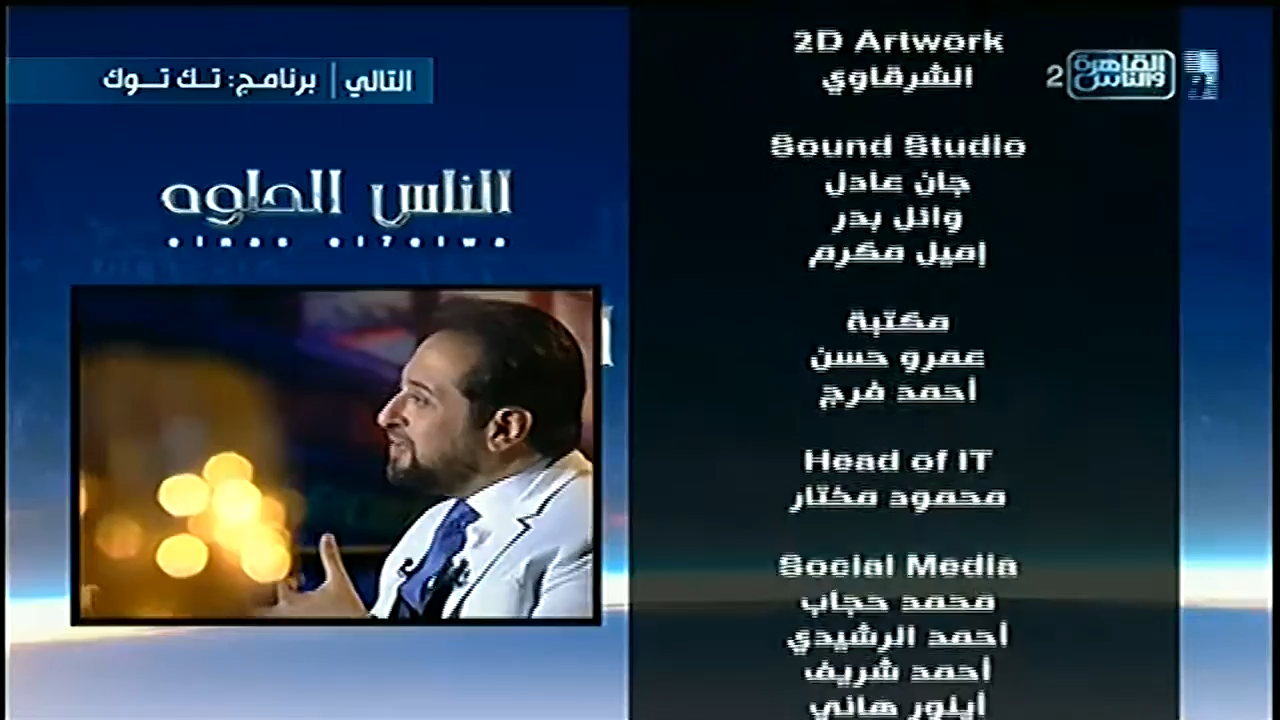 التالي | برنامج: تـك تـوك
الناس الحلوه
elnas el7elwa
القاهرة
والناس
2
2D Artwork
الشرقاوي
Sound Studio
جان عادل
وائل بدر
إميل مكرم
مكتبة
عمرو حسن
أحمد فرج
Head of IT
محمود مختار
Social Media
محمد حجاب
أحمد الرشيدي
أحمد شريف
هاني